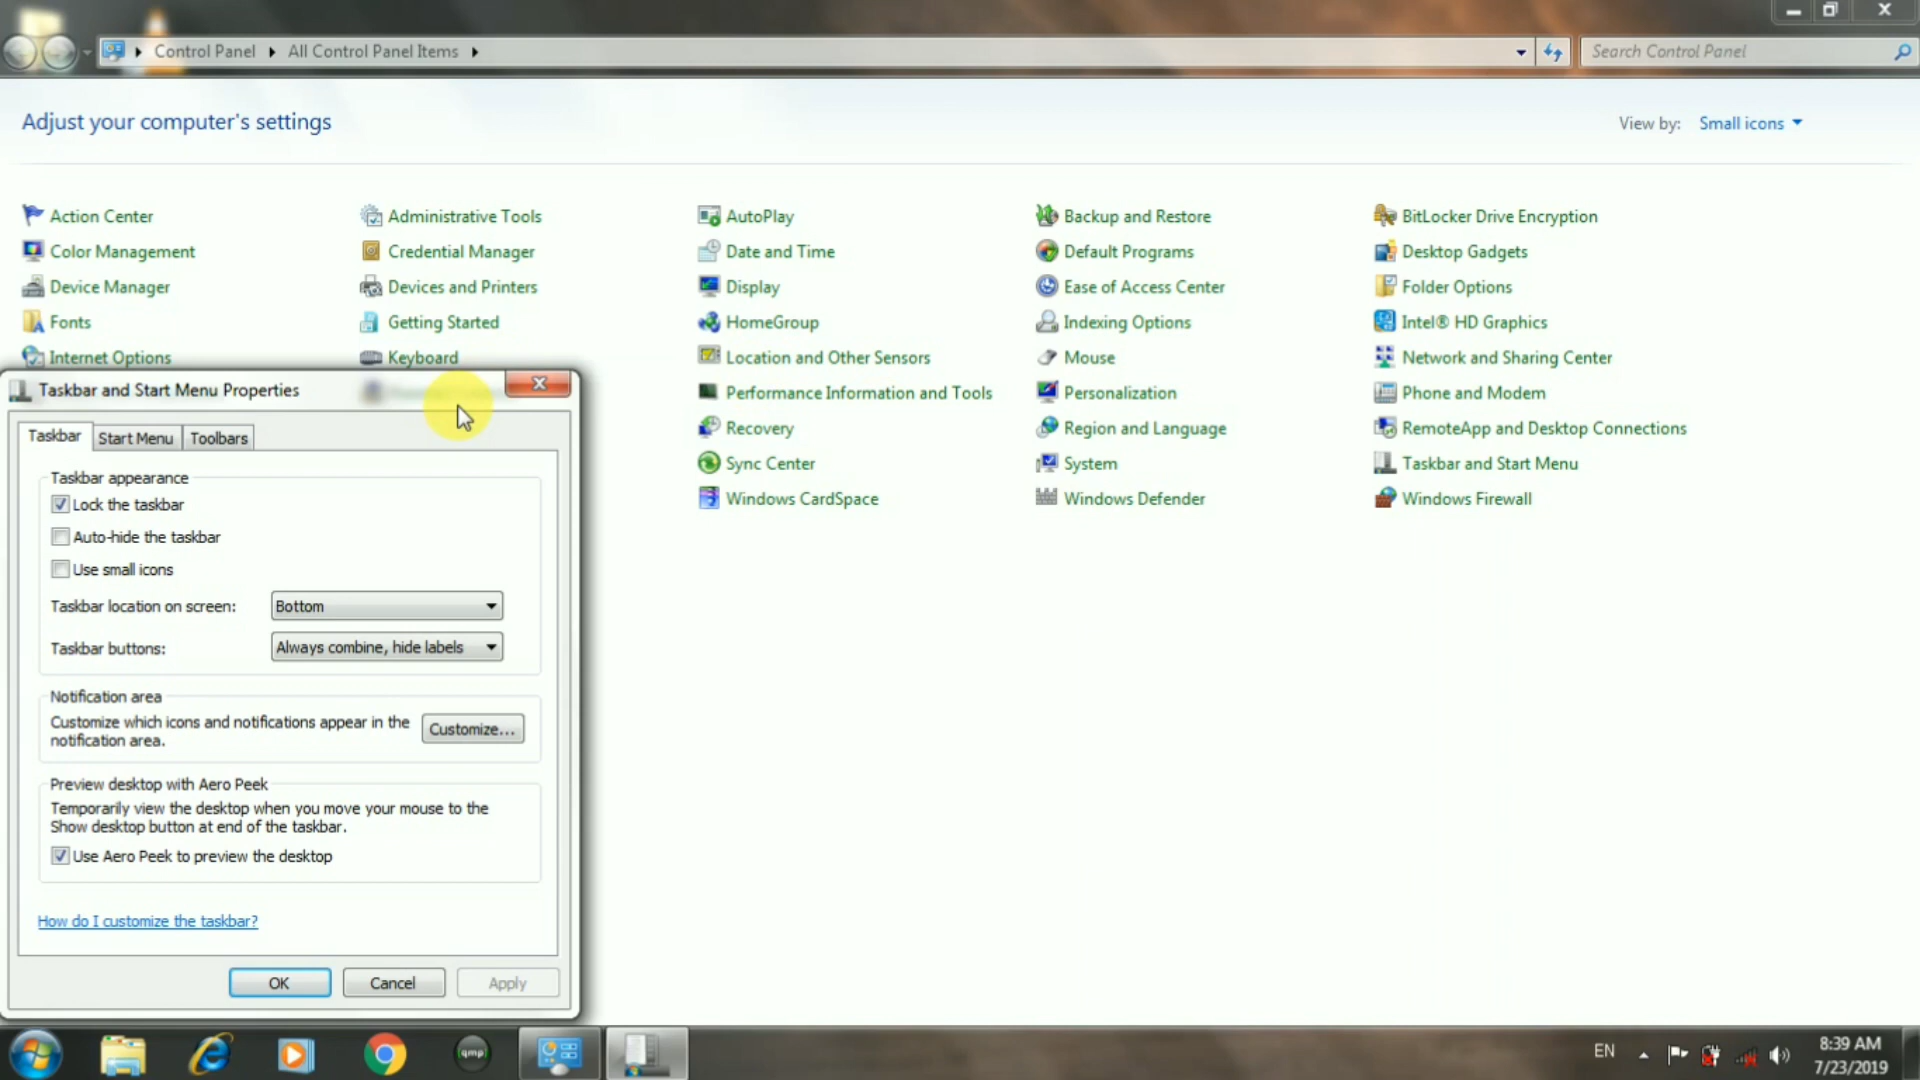 Control Panel All Control Panel Items
Search Control Panel
Adjust your computer's settings
View by: Small icons
Action Center
Administrative Tools
AutoPlay
Backup and Restore
BitLocker Drive Encryption
Color Management
Credential Manager
Date and Time
Default Programs
Desktop Gadgets
Device Manager
Devices and Printers
Display
Ease of Access Center
Folder Options
Fonts
Getting Started
HomeGroup
Indexing Options
Intel® HD Graphics
Internet Options
Keyboard
Location and Other Sensors
Mouse
Network and Sharing Center
Performance Information and Tools
Personalization
Phone and Modem
Recovery
Region and Language
RemoteApp and Desktop Connections
Sync Center
System
Taskbar and Start Menu
Windows CardSpace
Windows Defender
Windows Firewall
Taskbar and Start Menu Properties
Taskbar
Start Menu
Toolbars
Taskbar appearance
Lock the taskbar
Auto-hide the taskbar
Use small icons
Taskbar location on screen: Bottom
Taskbar buttons: Always combine, hide labels
Notification area
Customize which icons and notifications appear in the
notification area.
Customize...
Preview desktop with Aero Peek
Temporarily view the desktop when you move your mouse to the
Show desktop button at end of the taskbar.
Use Aero Peek to preview the desktop
How do I customize the taskbar?
OK
Cancel
Apply
qmp
EN
8:39 AM
7/23/2019